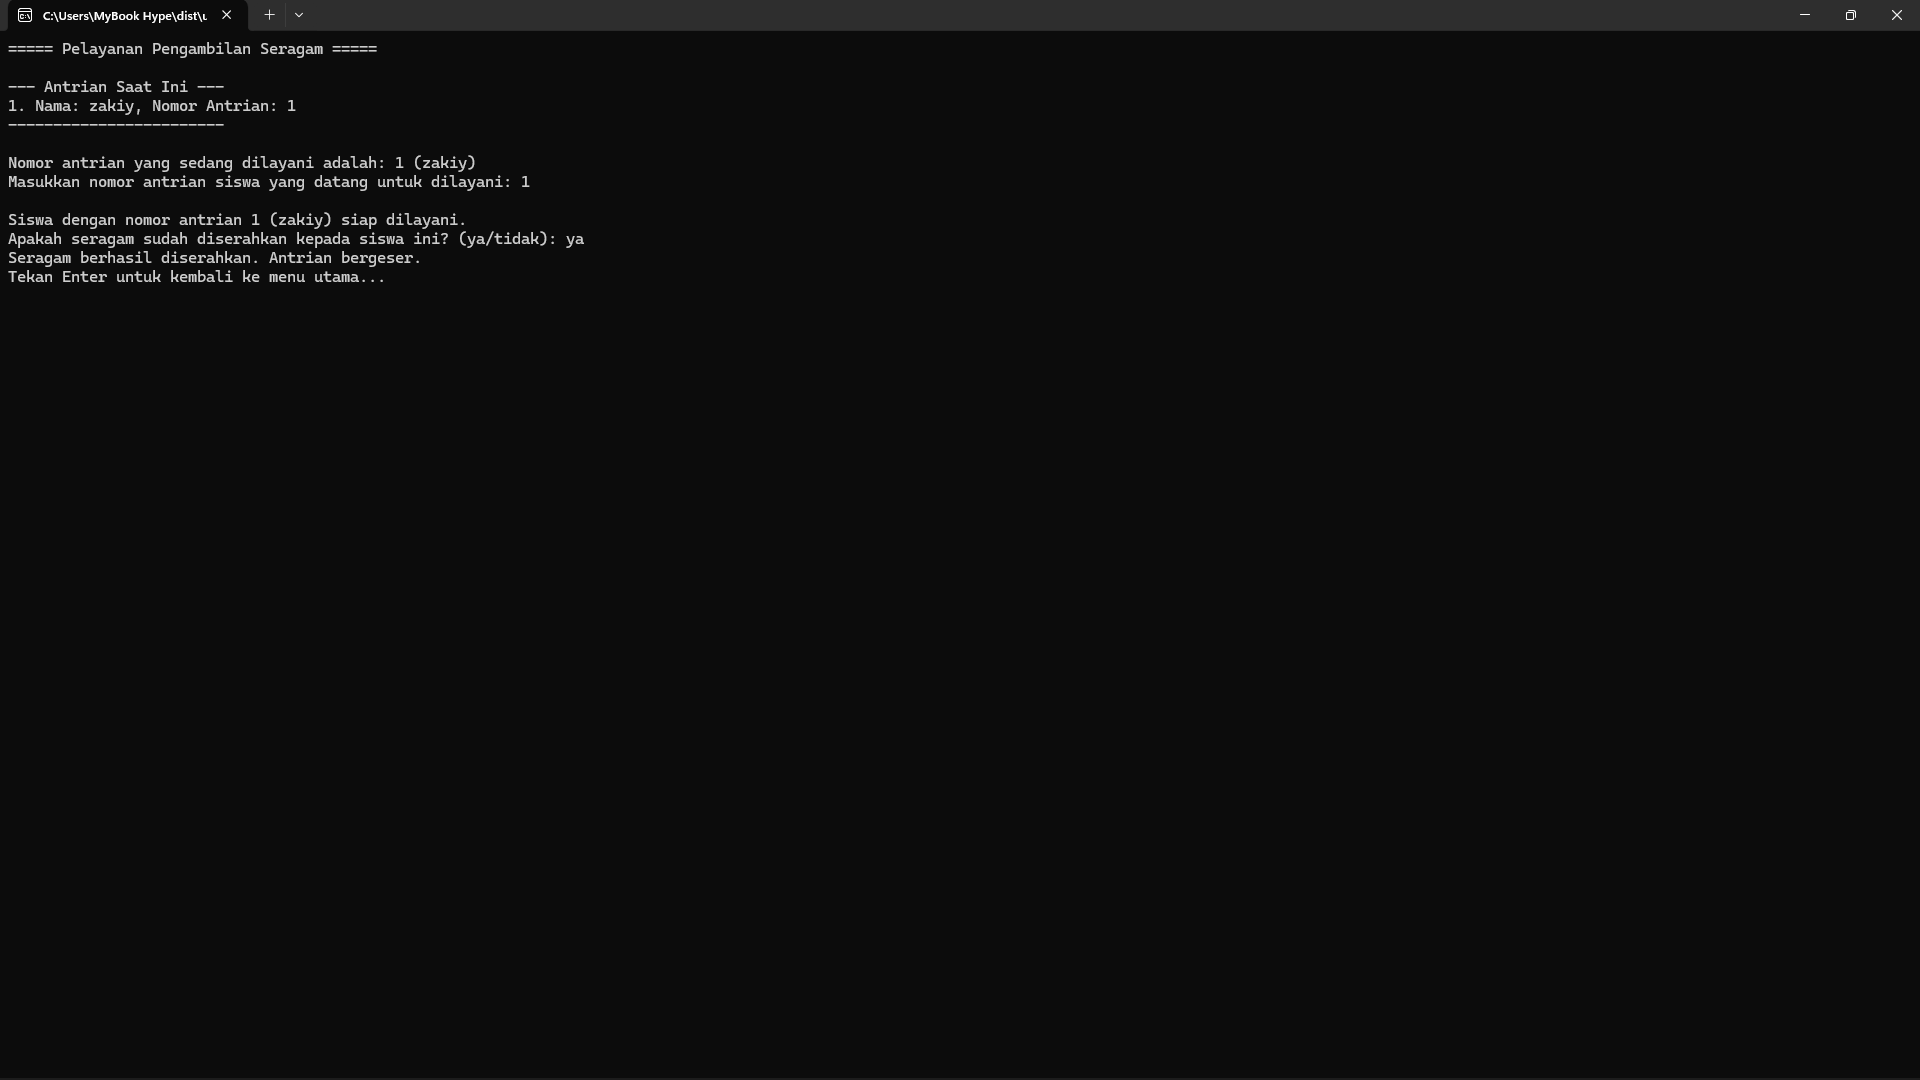 C:\Users\MyBook Hype\dist\u
===== Pelayanan Pengambilan Seragam =====
--- Antrian Saat Ini ---
1. Nama: zakiy, Nomor Antrian: 1
------------------------
Nomor antrian yang sedang dilayani adalah: 1 (zakiy)
Masukkan nomor antrian siswa yang datang untuk dilayani: 1
Siswa dengan nomor antrian 1 (zakiy) siap dilayani.
Apakah seragam sudah diserahkan kepada siswa ini? (ya/tidak): ya
Seragam berhasil diserahkan. Antrian bergeser.
Tekan Enter untuk kembali ke menu utama...